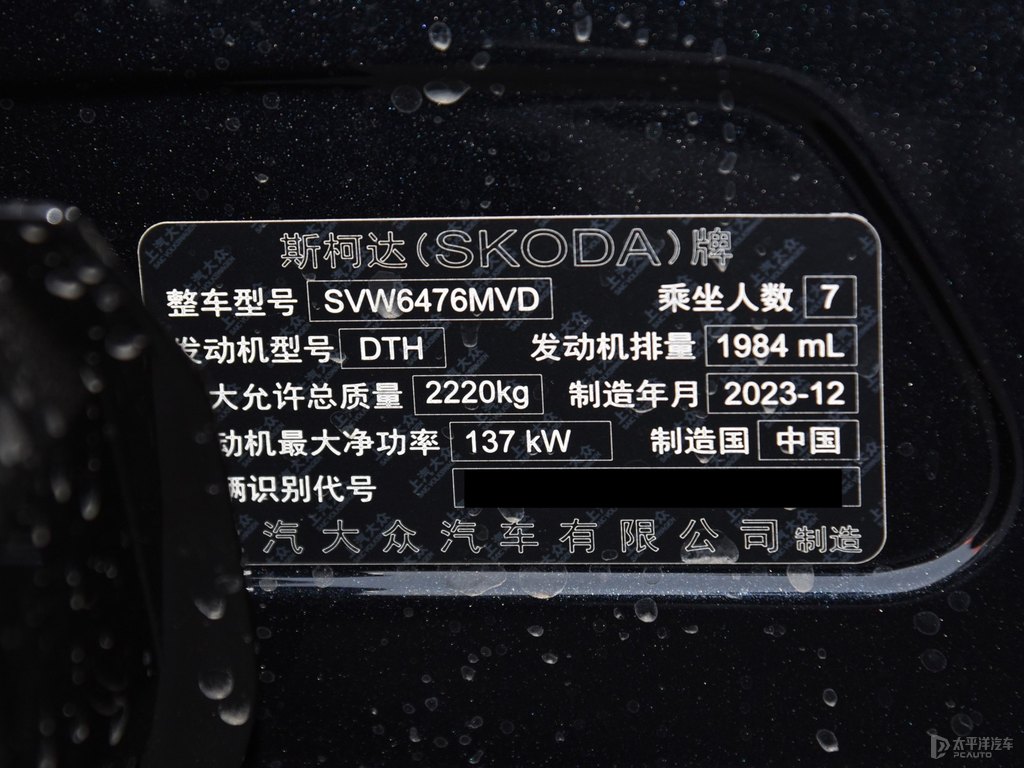 斯柯达(SKODA)牌
整车型号 SVW6476MVD 乘坐人数 7
发动机型号 DTH 发动机排量 1984 mL
大允许总质量 2220kg 制造年月 2023-12
动机最大净功率 137 kW 制造国 中国
辆识别代号
汽大众汽车有限公司 制造
太平洋汽车
PCAUTO